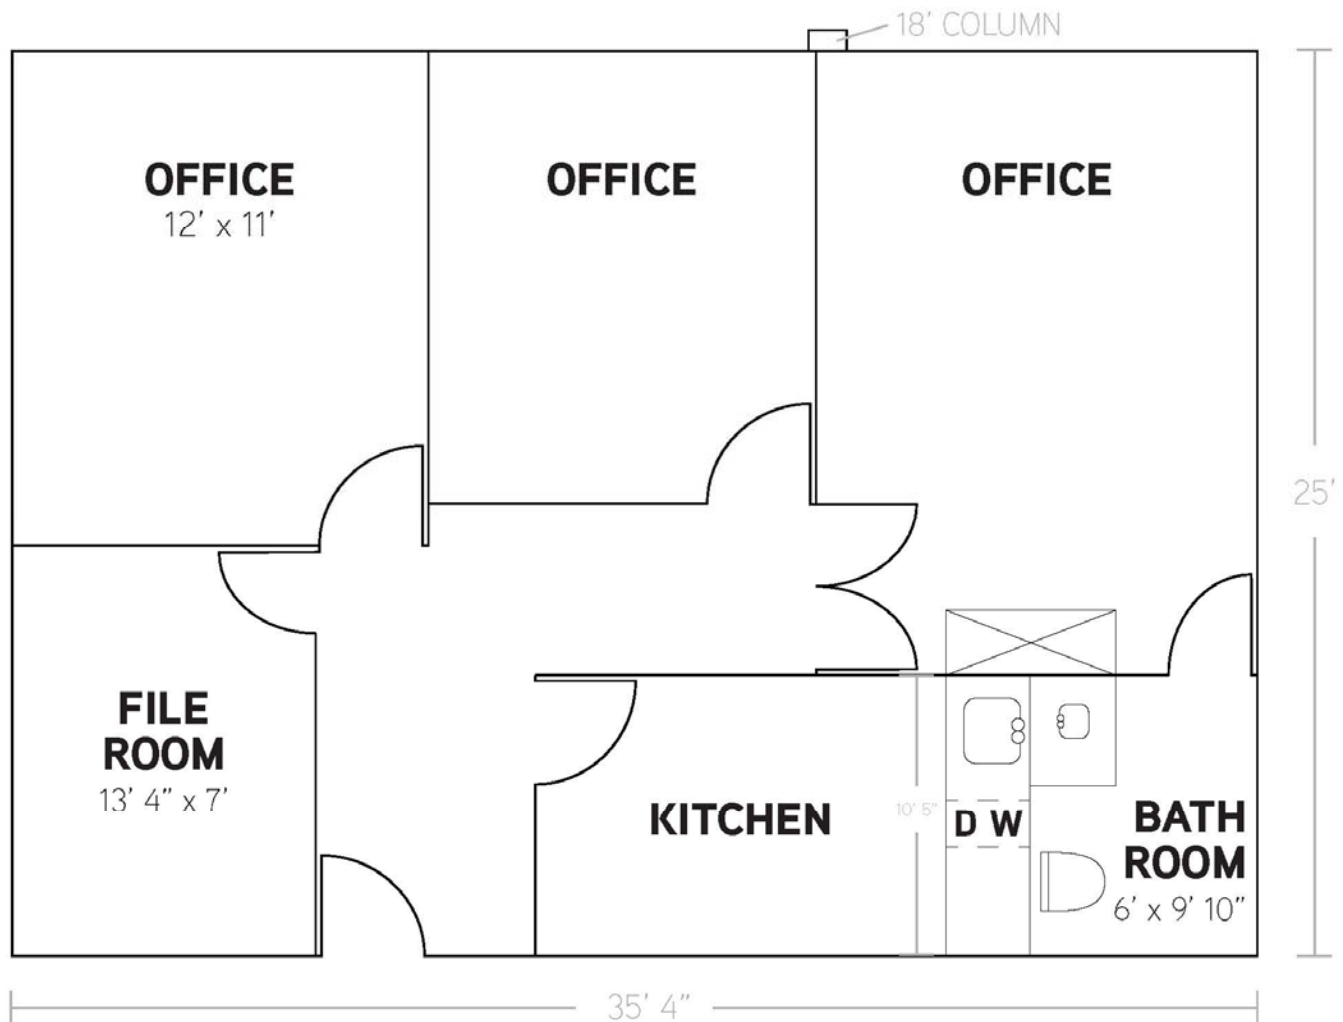 18' COLUMN
OFFICE
12' x 11'
OFFICE
OFFICE
25'
FILE
ROOM
13' 4" x 7'
KITCHEN
10' 5"
D W
BATH
ROOM
6' x 9' 10"
35' 4"